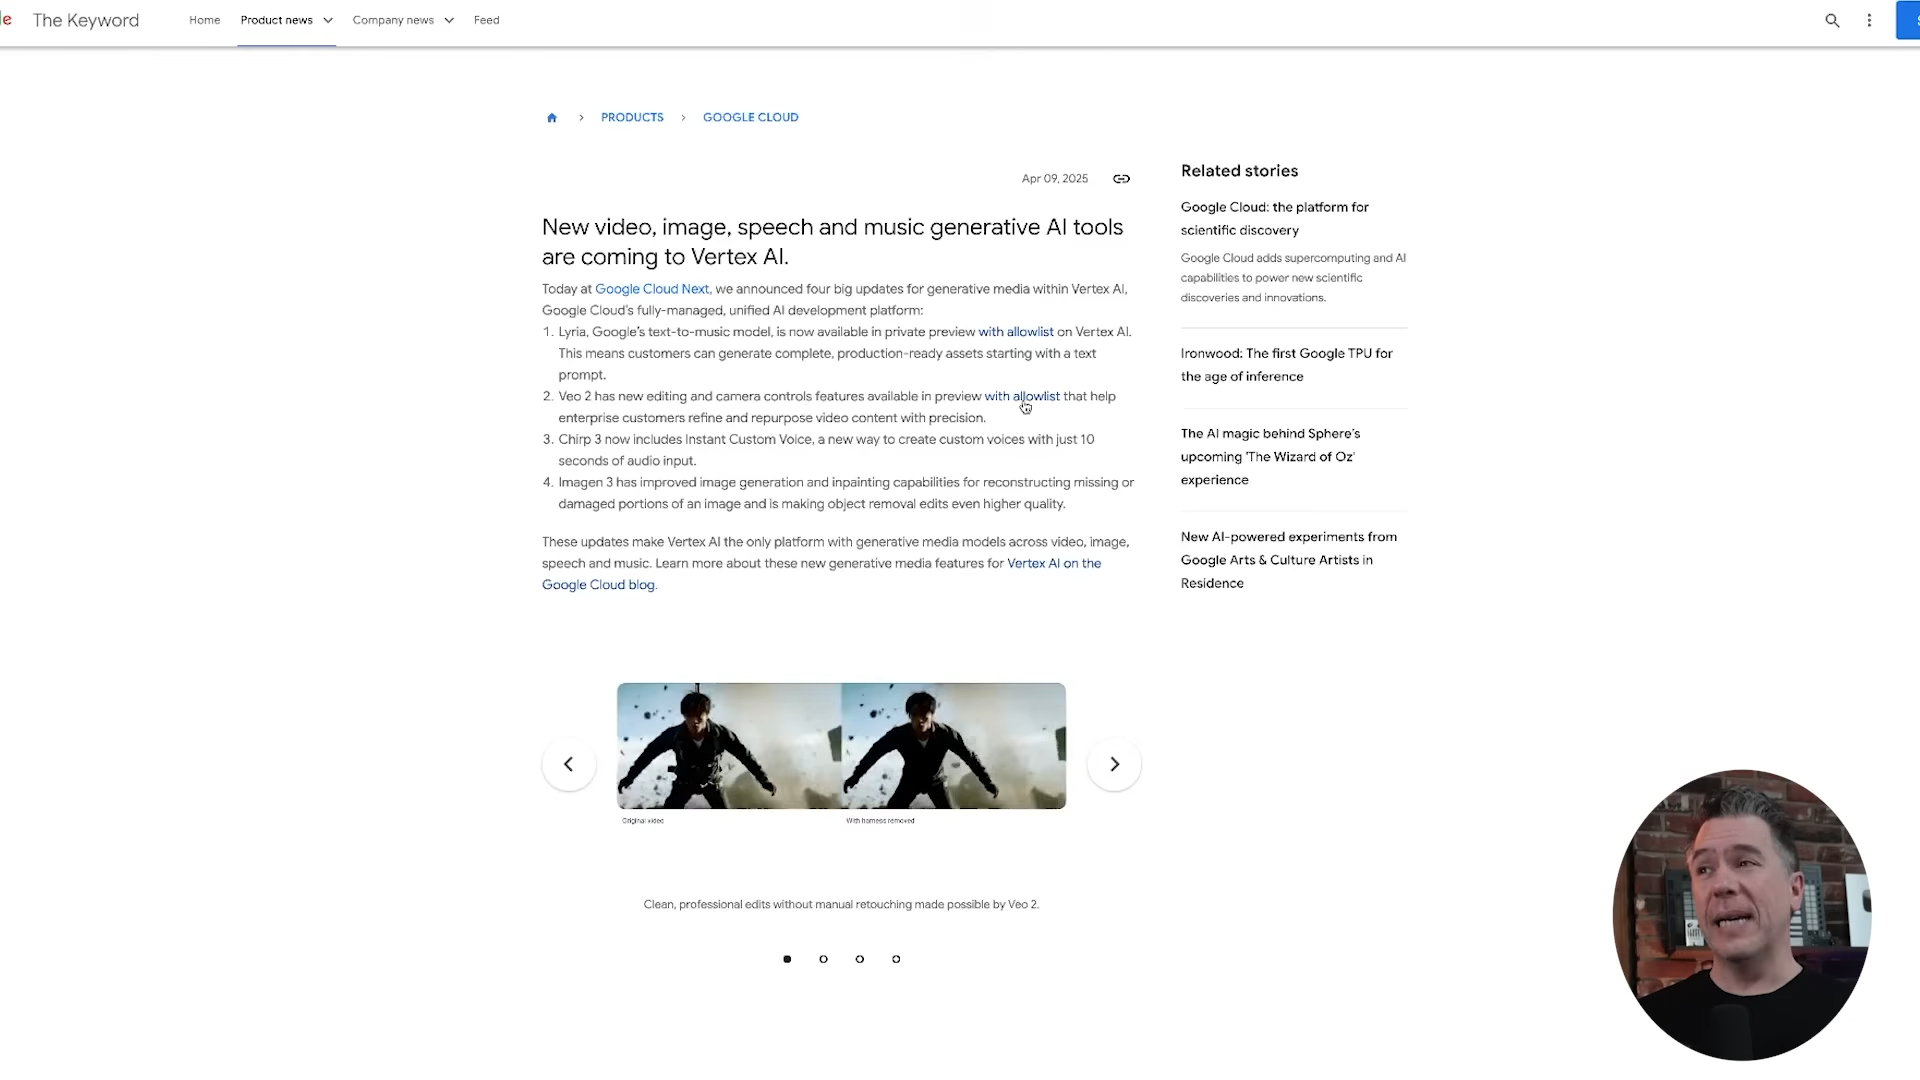 The Keyword
Home
Product news
Company news
Feed
PRODUCTS
GOOGLE CLOUD
Apr 09, 2025
New video, image, speech and music generative AI tools
are coming to Vertex AI.
Today at Google Cloud Next, we announced four big updates for generative media within Vertex AI,
Google Cloud's fully-managed, unified AI development platform:
1. Lyria, Google's text-to-music model, is now available in private preview with allowlist on Vertex AI.
This means customers can generate complete, production-ready assets starting with a text
prompt.
2. Veo 2 has new editing and camera controls features available in preview with allowlist that help
enterprise customers refine and repurpose video content with precision.
3. Chirp 3 now includes Instant Custom Voice, a new way to create custom voices with just 10
seconds of audio input.
4. Imagen 3 has improved image generation and inpainting capabilities for reconstructing missing or
damaged portions of an image and is making object removal edits even higher quality.
These updates make Vertex AI the only platform with generative media models across video, image,
speech and music. Learn more about these new generative media features for Vertex AI on the
Google Cloud blog.
Original video
With harness removed
Clean, professional edits without manual retouching made possible by Veo 2.
Related stories
Google Cloud: the platform for
scientific discovery
Google Cloud adds supercomputing and AI
capabilities to power new scientific
discoveries and innovations.
Ironwood: The first Google TPU for
the age of inference
The AI magic behind Sphere's
upcoming 'The Wizard of Oz'
experience
New AI-powered experiments from
Google Arts & Culture Artists in
Residence